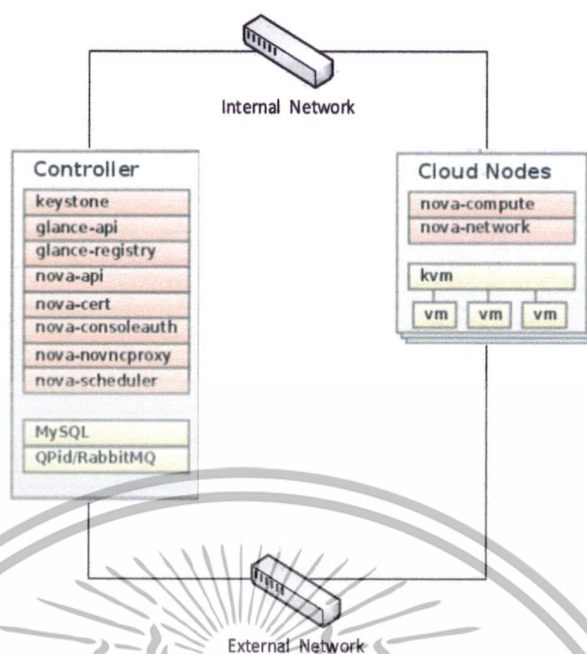 Internal Network
Controller
keystone
glance-api
glance-registry
nova-api
nova-cert
nova-consoleauth
nova-novncproxy
nova-scheduler
MySQL
QPid/RabbitMQ
Cloud Nodes
nova-compute
nova-network
kvm
vm vm vm
External Network